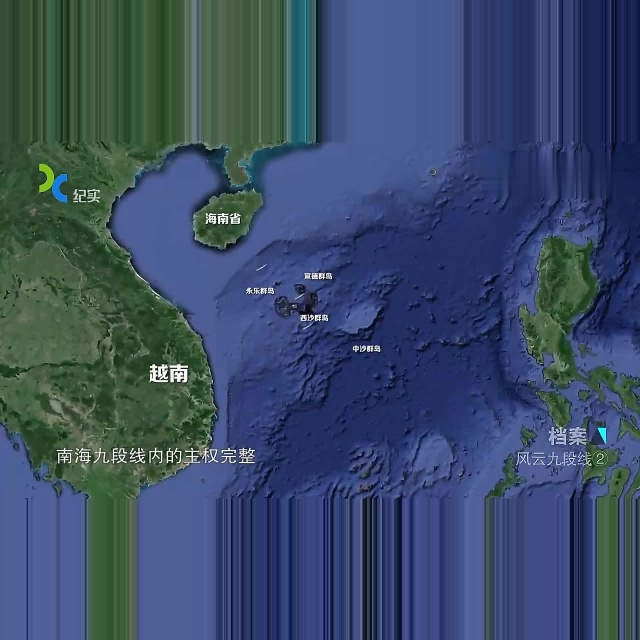 纪实
海南省
宣德群岛
永乐群岛
西沙群岛
中沙群岛
越南
档案
南海九段线内的主权完整
风云九段线2